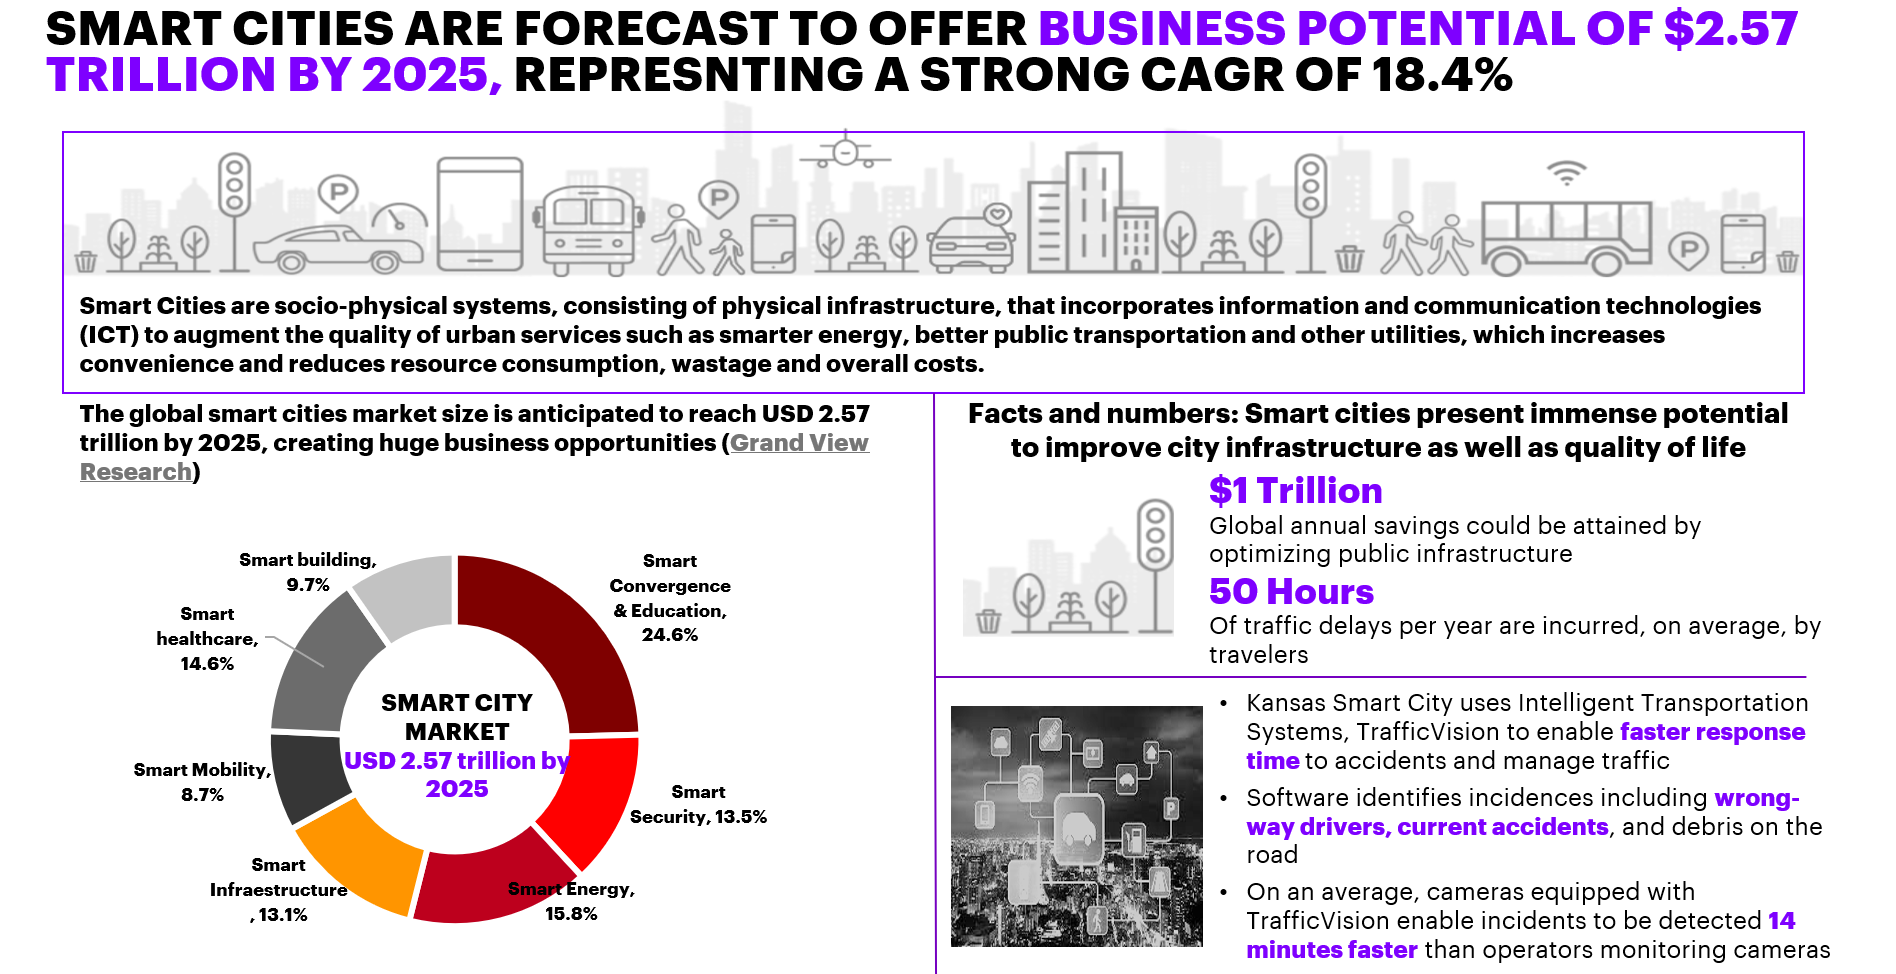 SMART CITIES ARE FORECAST TO OFFER BUSINESS POTENTIAL OF $2.57
TRILLION BY 2025, REPRESNTING A STRONG CAGR OF 18.4%
P
P
P
Smart Cities are socio-physical systems, consisting of physical infrastructure, that incorporates information and communication technologies
(ICT) to augment the quality of urban services such as smarter energy, better public transportation and other utilities, which increases
convenience and reduces resource consumption, wastage and overall costs.
The global smart cities market size is anticipated to reach USD 2.57
trillion by 2025, creating huge business opportunities (Grand View
Research)
Smart building,
9.7%
Smart
healthcare,
14.6%
Smart Mobility,
8.7%
Smart
Infraestructure
, 13.1%
Smart Energy,
15.8%
Smart
Security, 13.5%
Smart
Convergence
& Education,
24.6%
SMART CITY
MARKET
USD 2.57 trillion by
2025
Facts and numbers: Smart cities present immense potential
to improve city infrastructure as well as quality of life
$1 Trillion
Global annual savings could be attained by
optimizing public infrastructure
50 Hours
Of traffic delays per year are incurred, on average, by
travelers
P
• Kansas Smart City uses Intelligent Transportation
Systems, TrafficVision to enable faster response
time to accidents and manage traffic
• Software identifies incidences including wrong-
way drivers, current accidents, and debris on the
road
• On an average, cameras equipped with
TrafficVision enable incidents to be detected 14
minutes faster than operators monitoring cameras